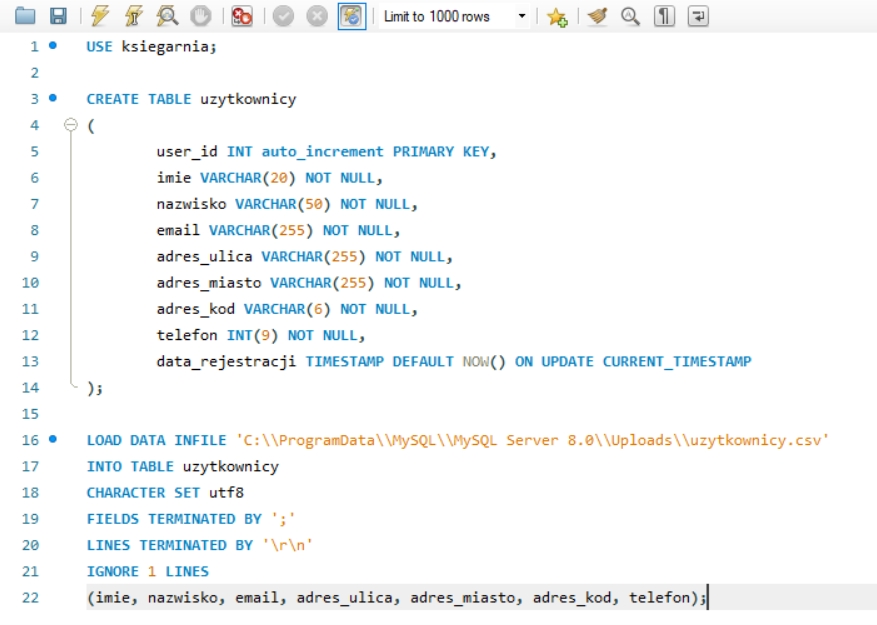 Limit to 1000 rows
1 USE ksiegarnia;
2
3 CREATE TABLE uzytkownicy
4 (
5 user_id INT auto_increment PRIMARY KEY,
6 imie VARCHAR(20) NOT NULL,
7 nazwisko VARCHAR(50) NOT NULL,
8 email VARCHAR(255) NOT NULL,
9 adres_ulica VARCHAR(255) NOT NULL,
10 adres_miasto VARCHAR(255) NOT NULL,
11 adres_kod VARCHAR(6) NOT NULL,
12 telefon INT(9) NOT NULL,
13 data_rejestracji TIMESTAMP DEFAULT NOW() ON UPDATE CURRENT_TIMESTAMP
14 );
15
16 LOAD DATA INFILE 'C:\\ProgramData\\MySQL\\MySQL Server 8.0\\Uploads\\uzytkownicy.csv'
17 INTO TABLE uzytkownicy
18 CHARACTER SET utf8
19 FIELDS TERMINATED BY ';'
20 LINES TERMINATED BY '\r\n'
21 IGNORE 1 LINES
22 (imie, nazwisko, email, adres_ulica, adres_miasto, adres_kod, telefon);